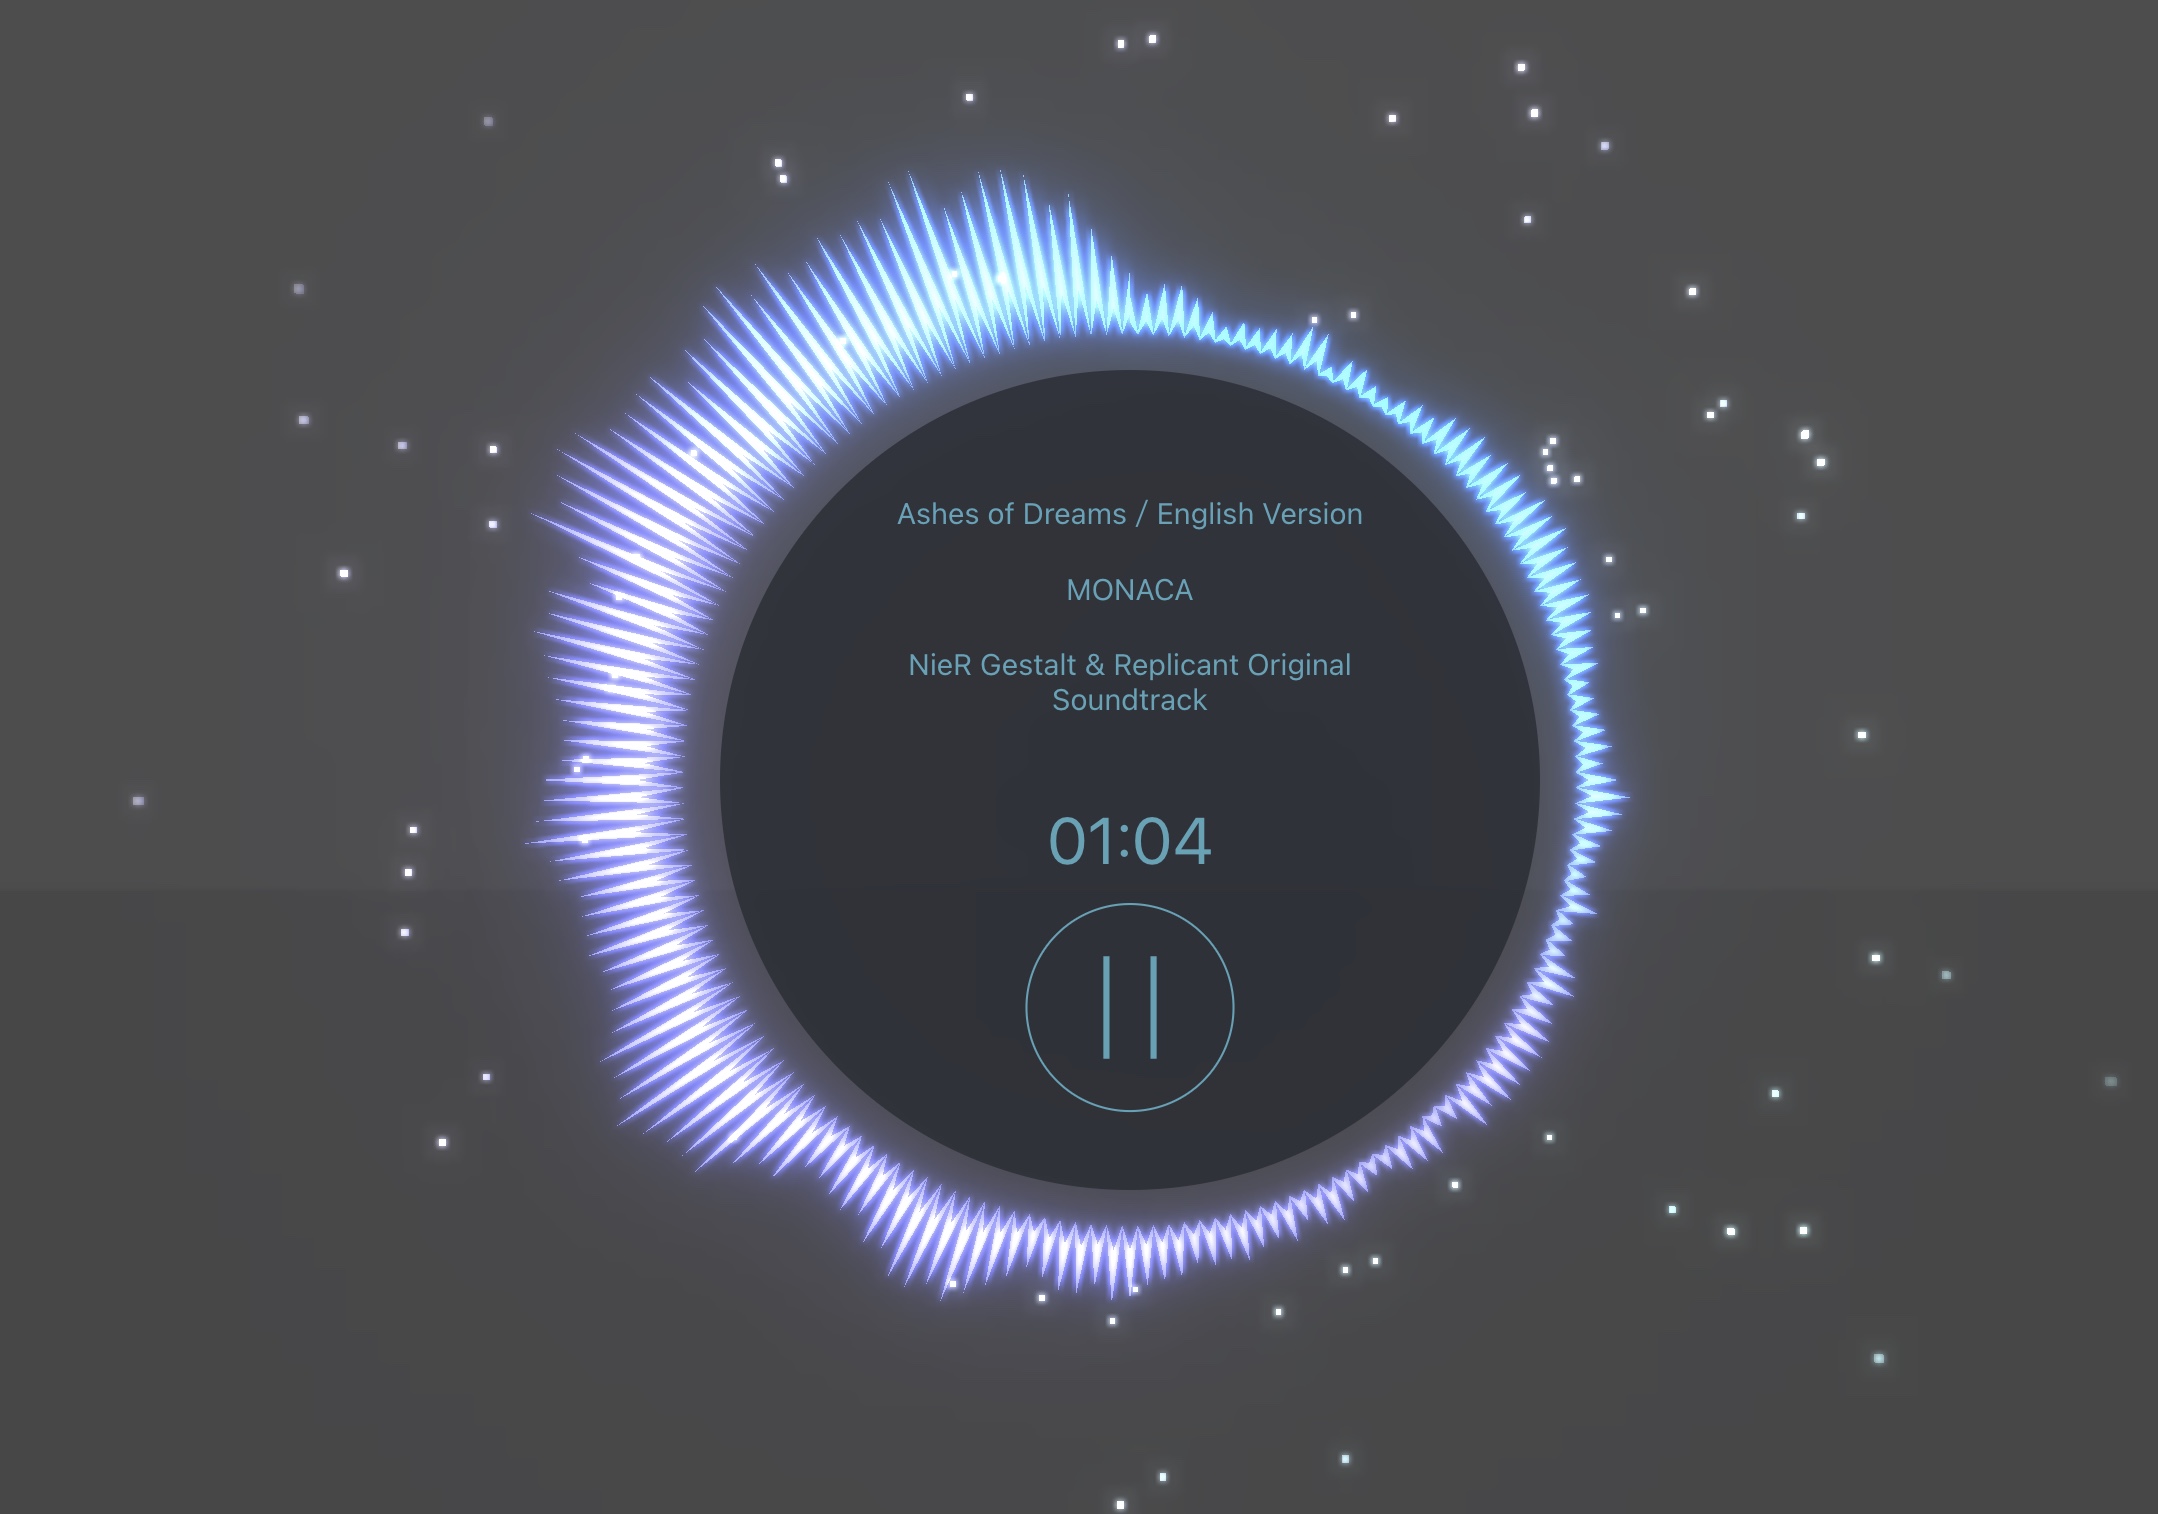 Ashes of Dreams / English Version
MONACA
NieR Gestalt & Replicant Original
Soundtrack
01:04